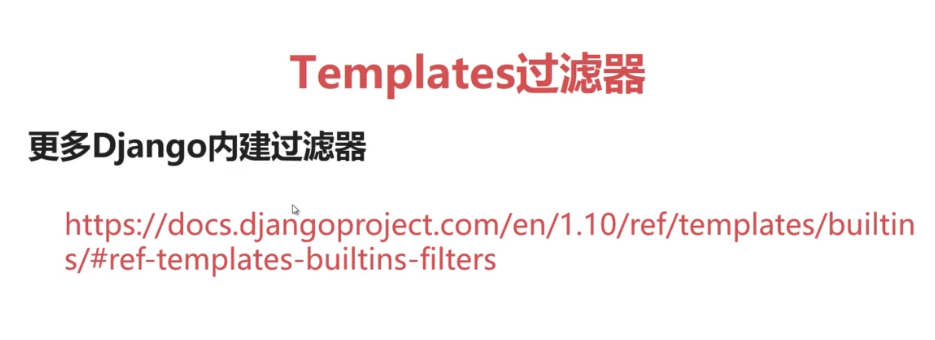 Templates过滤器
更多Django内建过滤器
https://docs.djangoproject.com/en/1.10/ref/templates/builtin
s/#ref-templates-builtins-filters